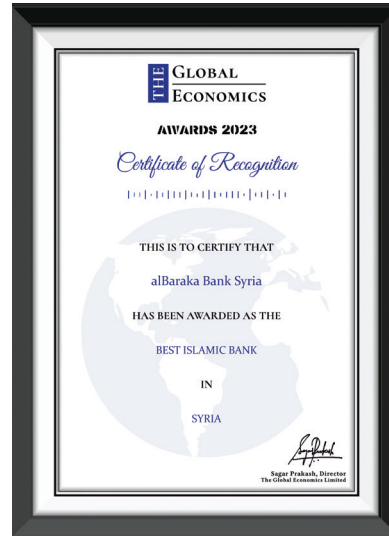 THE
GLOBAL
ECONOMICS
AWARDS 2023
Certificate of Recognition
THIS IS TO CERTIFY THAT
alBaraka Bank Syria
HAS BEEN AWARDED AS THE
BEST ISLAMIC BANK
IN
SYRIA
Sagar Prakash, Director
The Global Economics Limited